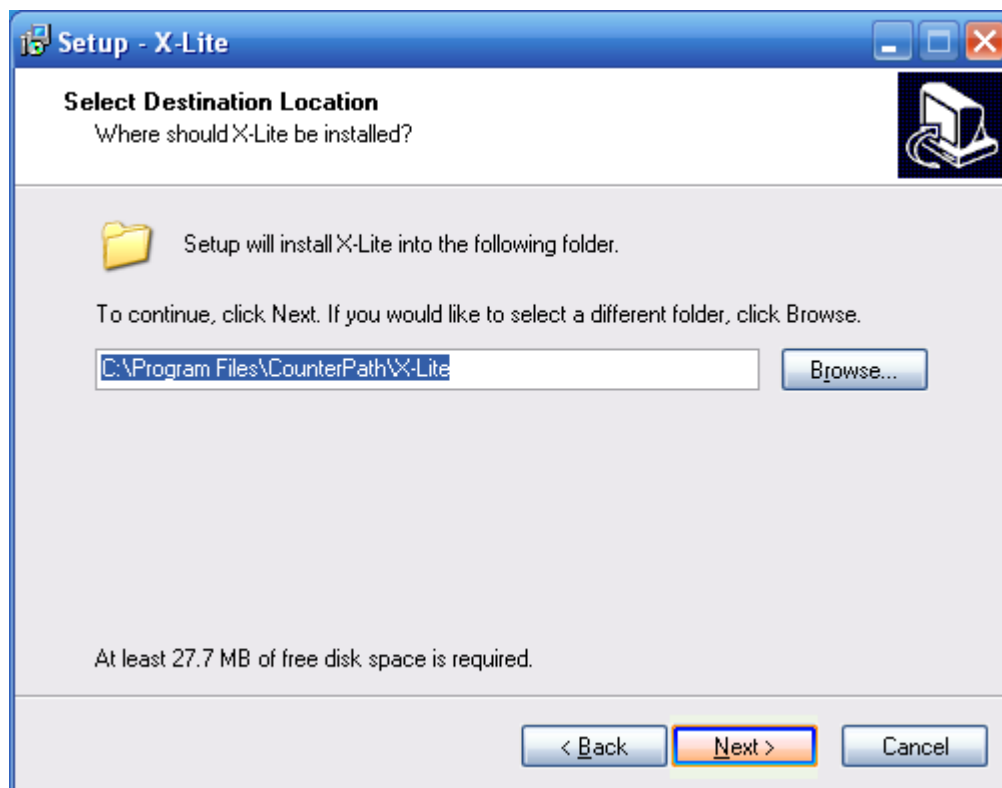 Setup - X-Lite
Select Destination Location
Where should X-Lite be installed?
Setup will install X-Lite into the following folder.
To continue, click Next. If you would like to select a different folder, click Browse.
C:\Program Files\CounterPath\X-Lite
Browse...
At least 27.7 MB of free disk space is required.
< Back
Next >
Cancel